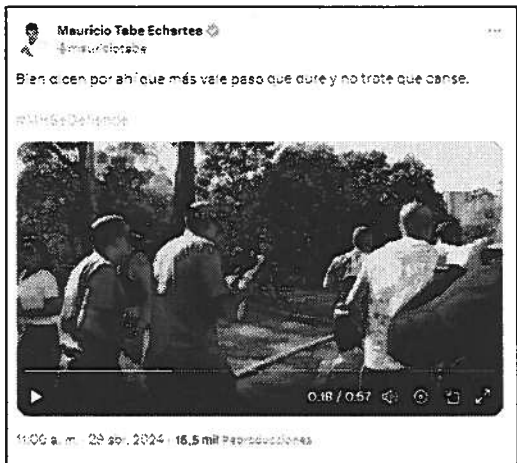 Mauricio Tabe Echartea
@mauriciotabe
Bien dicen por ahí que más vale paso que dure y no trote que canse.
#MHSeDefiende
0:18 / 0:57
11:00 a. m. · 29 abr. 2024 · 16,5 mil Reproducciones